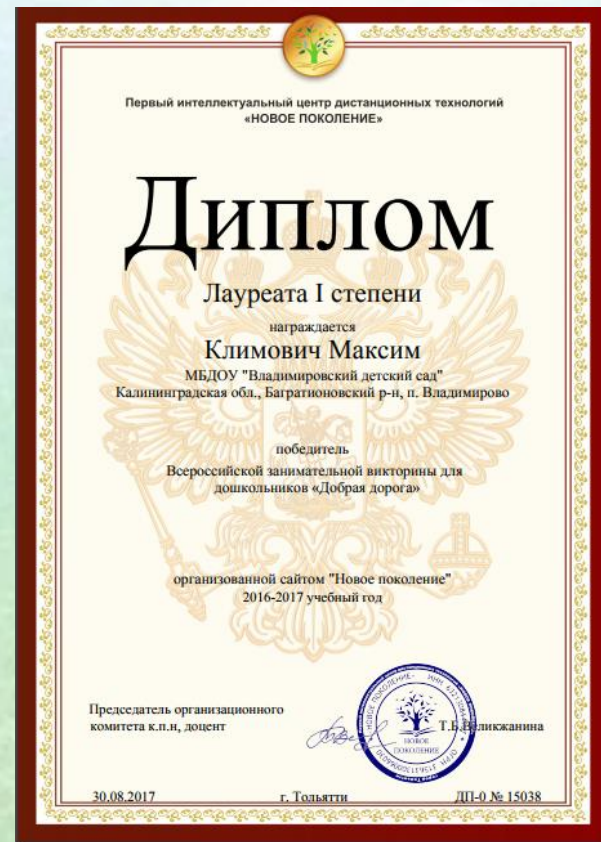 Первый интеллектуальный центр дистанционных технологий
«НОВОЕ ПОКОЛЕНИЕ»
Диплом
Лауреата I степени
награждается
Климович Максим
МБДОУ "Владимировский детский сад"
Калининградская обл., Багратионовский р-н, п. Владимирово
победитель
Всероссийской занимательной викторины для
дошкольников «Добрая дорога»
организованной сайтом "Новое поколение"
2016-2017 учебный год
Председатель организационного
комитета к.п.н, доцент
Т.Б.Великжанина
НОВОЕ
ПОКОЛЕНИЕ
30.08.2017 г. Тольятти ДП-0 № 15038